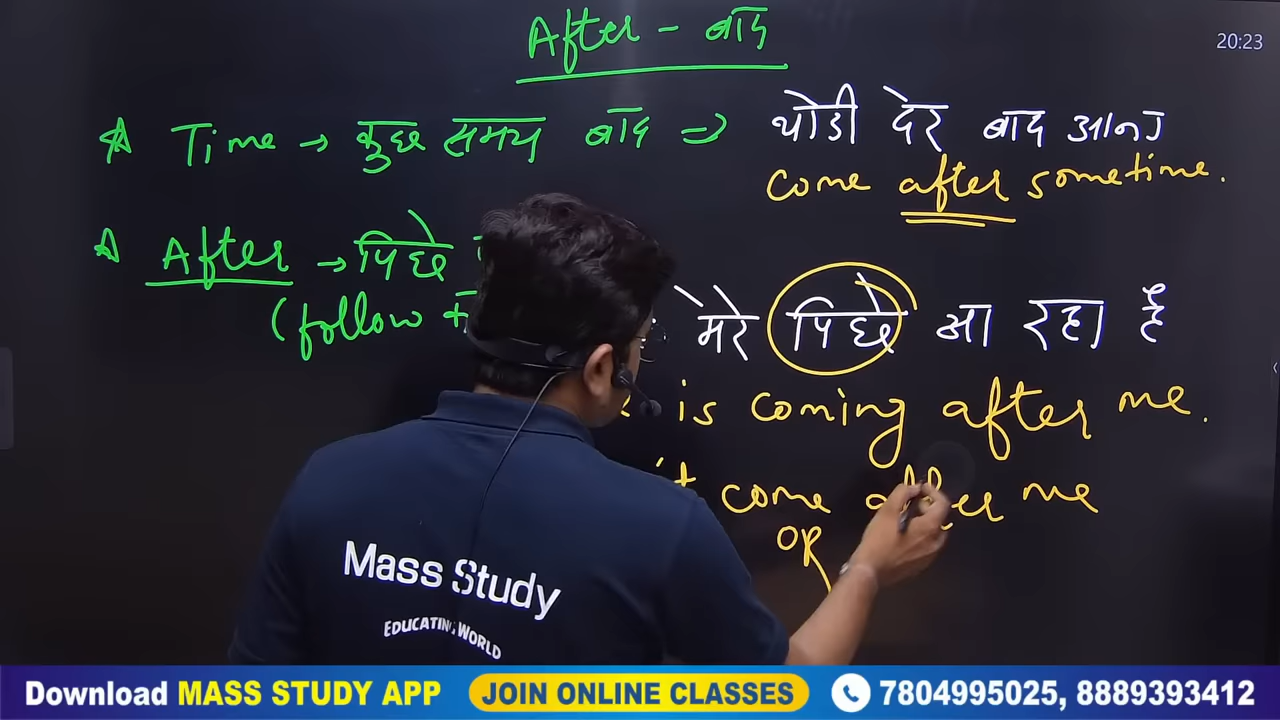 After - बाद
20:23
☆ Time → कुछ समय बाद => थोडी देर बाद आना
come after sometime.
☆ After → पिछे
(follow
मेरे पिछे आ रहा है
is coming after me.
come after me
OR
Mass Study
EDUCATING WORLD
Download MASS STUDY APP JOIN ONLINE CLASSES 7804995025, 8889393412